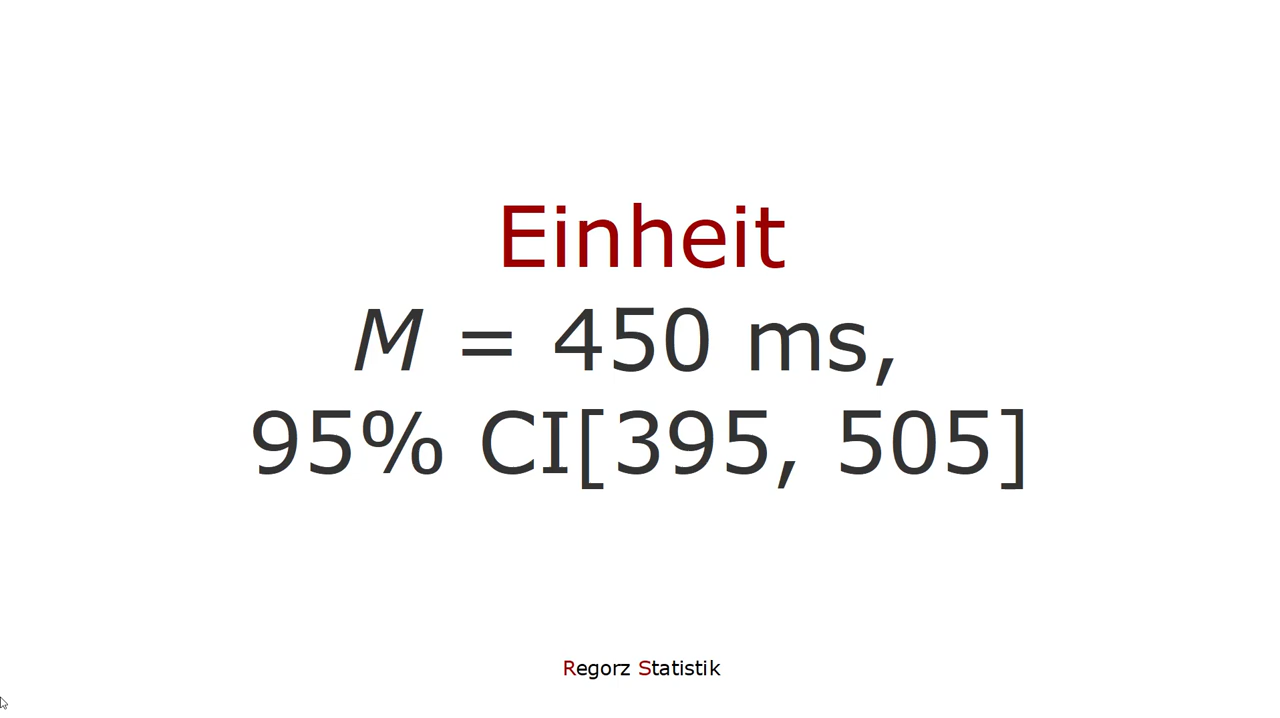 Einheit
M = 450 ms,
95% CI[395, 505]
Regorz Statistik